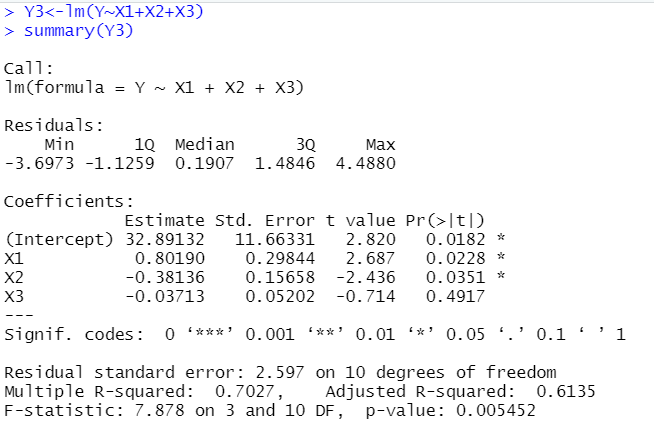 > Y3<-lm(Y~X1+X2+X3)
> summary(Y3)
Call:
lm(formula = Y ~ X1 + X2 + X3)
Residuals:
    Min      1Q  Median      3Q     Max
-3.6973 -1.1259  0.1907  1.4846  4.4880
Coefficients:
            Estimate Std. Error t value Pr(>|t|)
(Intercept) 32.89132   11.66331   2.820   0.0182 *
X1           0.80190    0.29844   2.687   0.0228 *
X2          -0.38136    0.15658  -2.436   0.0351 *
X3          -0.03713    0.05202  -0.714   0.4917
---
Signif. codes:  0 ‘***’ 0.001 ‘**’ 0.01 ‘*’ 0.05 ‘.’ 0.1 ‘ ’ 1
Residual standard error: 2.597 on 10 degrees of freedom
Multiple R-squared:  0.7027,    Adjusted R-squared:  0.6135
F-statistic: 7.878 on 3 and 10 DF,  p-value: 0.005452